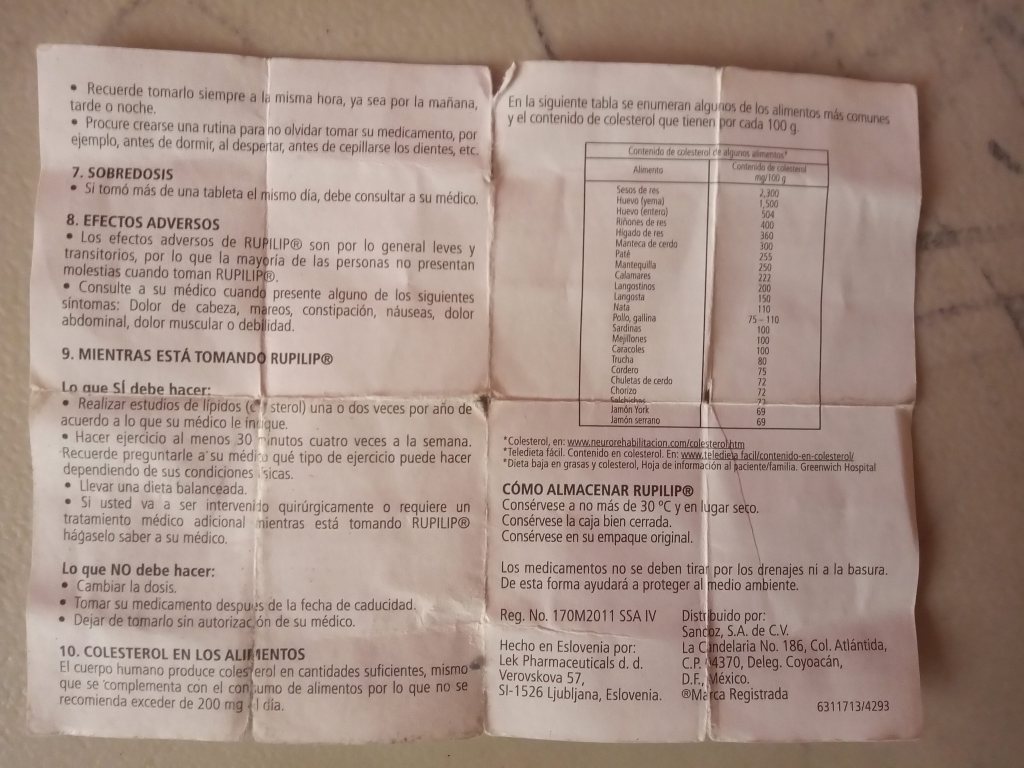 • Recuerde tomarlo siempre a la misma hora, ya sea por la mañana,
tarde o noche.
• Procure crearse una rutina para no olvidar tomar su medicamento, por
ejemplo, antes de dormir, al despertar, antes de cepillarse los dientes, etc.
7. SOBREDOSIS
• Si tomó más de una tableta el mismo día, debe consultar a su médico.
8. EFECTOS ADVERSOS
• Los efectos adversos de RUPILIP® son por lo general leves y
transitorios, por lo que la mayoría de las personas no presentan
molestias cuando toman RUPILIP®.
• Consulte a su médico cuando presente alguno de los siguientes
síntomas: Dolor de cabeza, mareos, constipación, náuseas, dolor
abdominal, dolor muscular o debilidad.
9. MIENTRAS ESTÁ TOMANDO RUPILIP®
Lo que SÍ debe hacer:
• Realizar estudios de lípidos (c sterol) una o dos veces por año de
acuerdo a lo que su médico le indique.
• Hacer ejercicio al menos 30 minutos cuatro veces a la semana.
Recuerde preguntarle a su médico qué tipo de ejercicio puede hacer
dependiendo de sus condiciones físicas.
• Llevar una dieta balanceada.
• Si usted va a ser intervenido quirúrgicamente o requiere un
tratamiento médico adicional mientras está tomando RUPILIP®
hágaselo saber a su médico.
Lo que NO debe hacer:
• Cambiar la dosis.
• Tomar su medicamento después de la fecha de caducidad.
• Dejar de tomarlo sin autorización de su médico.
10. COLESTEROL EN LOS ALIMENTOS
El cuerpo humano produce colesterol en cantidades suficientes, mismo
que se complementa con el consumo de alimentos por lo que no se
recomienda exceder de 200 mg al día.
En la siguiente tabla se enumeran algunos de los alimentos más comunes
y el contenido de colesterol que tienen por cada 100 g.
Contenido de colesterol de algunos alimentos*
Alimento Contenido de colesterol
mg/100 g
Sesos de res 2,300
Huevo (yema) 1,500
Huevo (entero) 504
Riñones de res 400
Hígado de res 360
Manteca de cerdo 300
Paté 255
Mantequilla 250
Calamares 222
Langostinos 200
Langosta 150
Nata 110
Pollo, gallina 75 – 110
Sardinas 100
Mejillones 100
Caracoles 100
Trucha 80
Cordero 75
Chuletas de cerdo 72
Chorizo 72
Salchichas 72
Jamón York 69
Jamón serrano 69
*Colesterol, en: www.neurorehabilitacion.com/colesterol.htm
*Teledieta fácil. Contenido en colesterol. En: www.teledieta facil/contenido-en-colesterol/
*Dieta baja en grasas y colesterol, Hoja de información al paciente/familia. Greenwich Hospital
CÓMO ALMACENAR RUPILIP®
Consérvese a no más de 30 ºC y en lugar seco.
Consérvese la caja bien cerrada.
Consérvese en su empaque original.
Los medicamentos no se deben tirar por los drenajes ni a la basura.
De esta forma ayudará a proteger al medio ambiente.
Reg. No. 170M2011 SSA IV
Hecho en Eslovenia por:
Lek Pharmaceuticals d. d.
Verovskova 57,
SI-1526 Ljubljana, Eslovenia.
Distribuido por:
Sandoz, S.A. de C.V.
La Candelaria No. 186, Col. Atlántida,
C.P. 04370, Deleg. Coyoacán,
D.F., México.
®Marca Registrada
6311713/4293